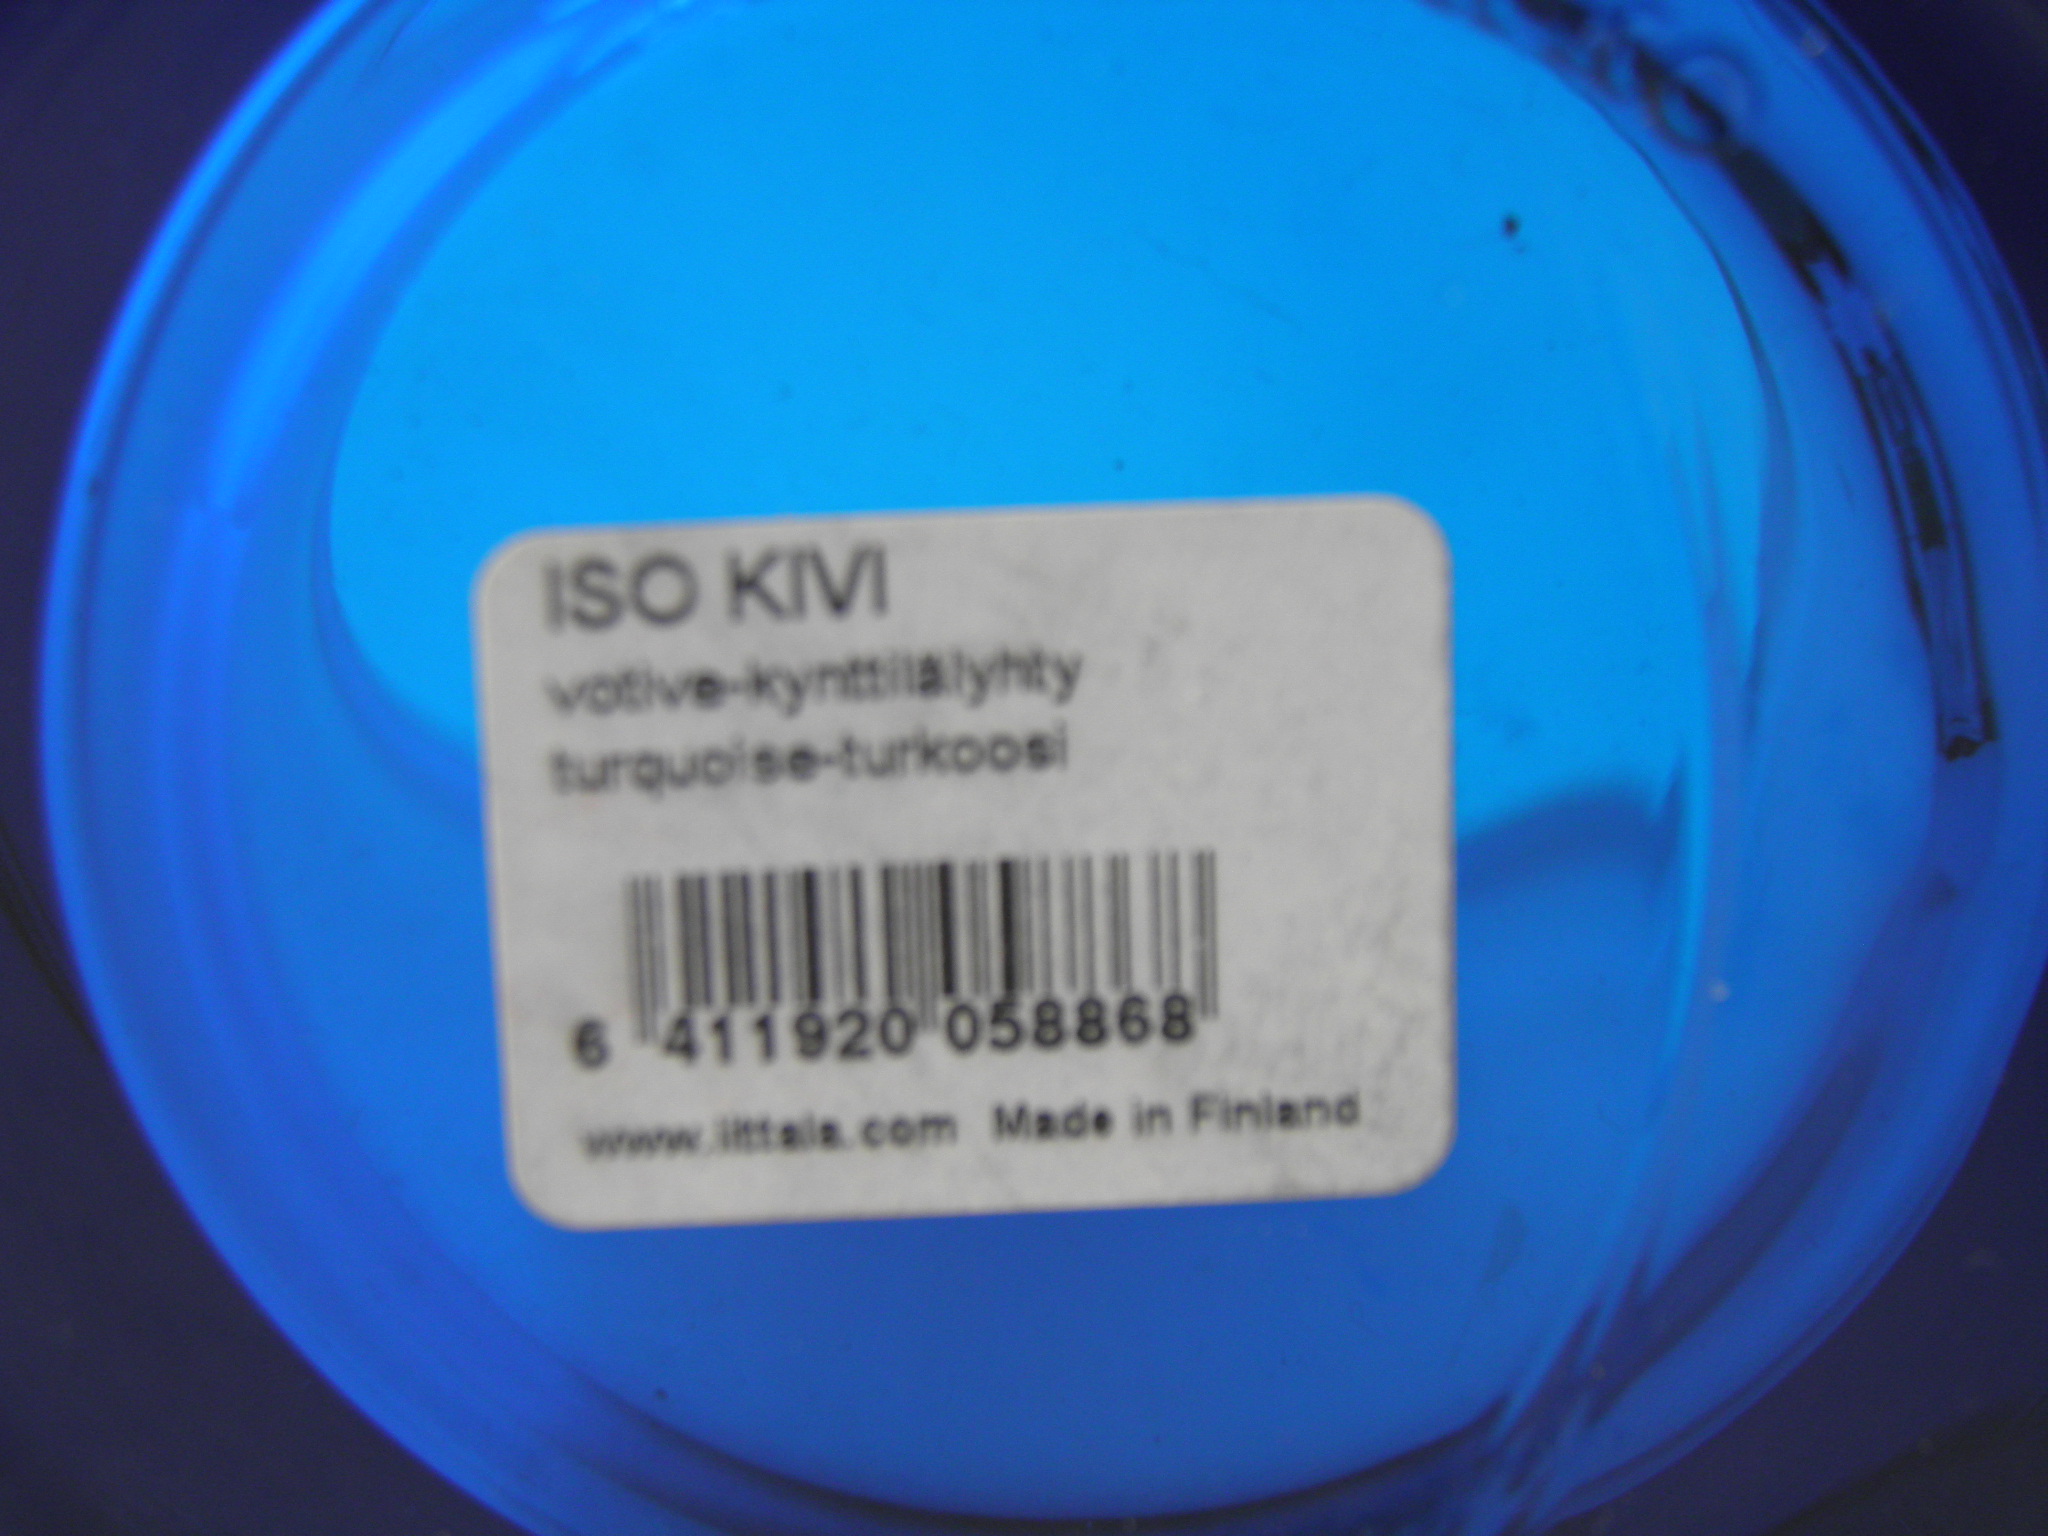 ISO KIVI
votive-kynttilälyhty
turquoise-turkoosi
6 411920 058868
www.iittala.com Made in Finland